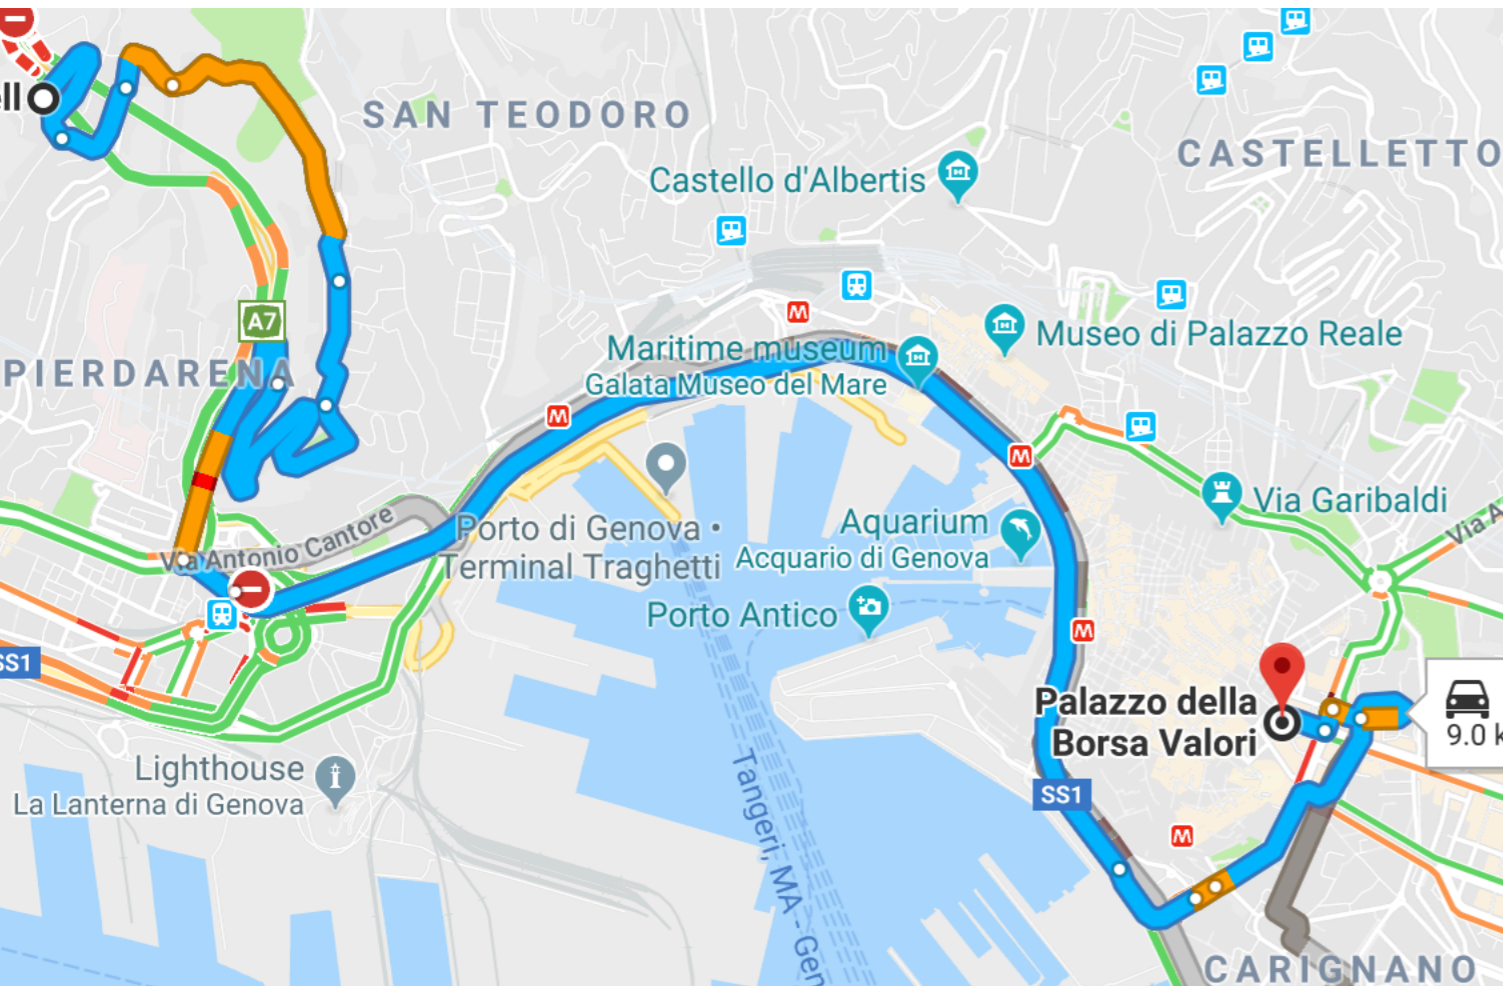 ell
SAN TEODORO
CASTELLETTO
Castello d'Albertis
A7
PIERDARENA
Maritime museum
Galata Museo del Mare
Museo di Palazzo Reale
M
M
M
M
M
Via Garibaldi
Via A
Via Antonio Cantore
Porto di Genova •
Terminal Traghetti
Aquarium
Acquario di Genova
Porto Antico
SS1
Palazzo della
Borsa Valori
9.0 k
Lighthouse
La Lanterna di Genova
SS1
Tangeri, MA - Gen
CARIGNANO